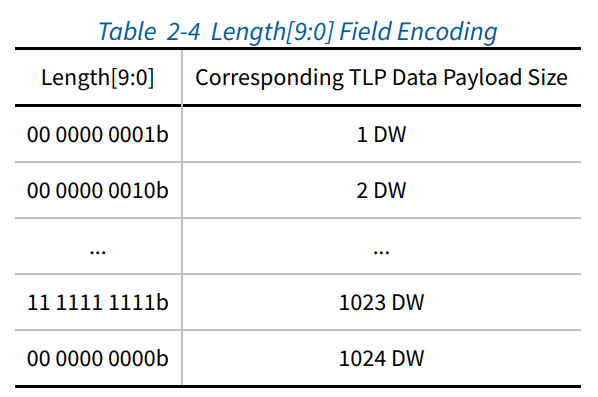 Table 2-4 Length[9:0] Field Encoding
Length[9:0] Corresponding TLP Data Payload Size
00 0000 0001b 1 DW
00 0000 0010b 2 DW
... ...
11 1111 1111b 1023 DW
00 0000 0000b 1024 DW